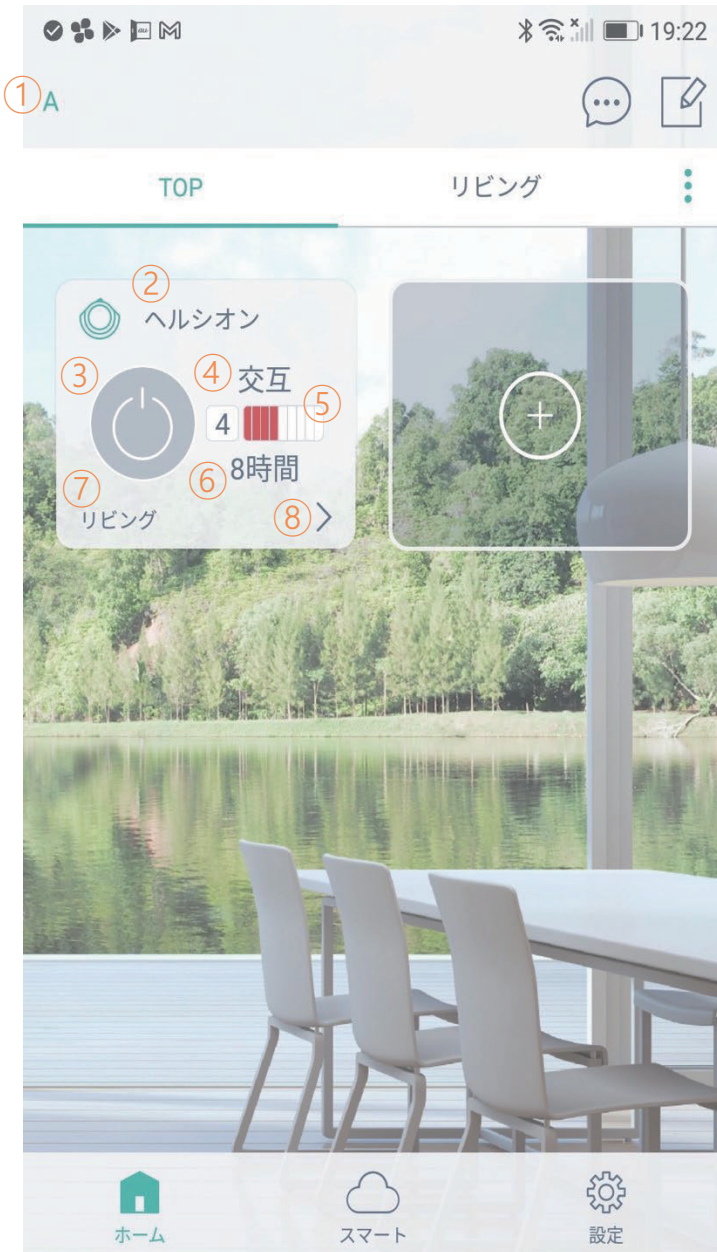 19:22
①A
TOP リビング
②
ヘルシオン
③ ④交互
4 ⑤
⑥8時間
⑦ ⑧
リビング
ホーム スマート 設定